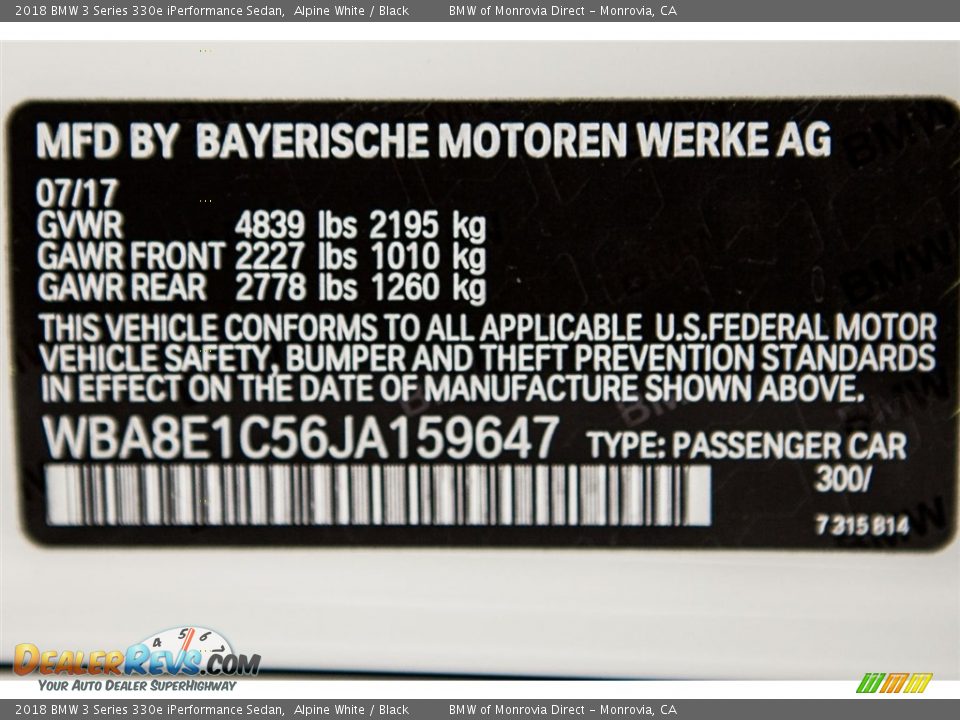 2018 BMW 3 Series 330e iPerformance Sedan,  Alpine White / Black    BMW of Monrovia Direct - Monrovia, CA
MFD BY BAYERISCHE MOTOREN WERKE AG
07/17
GVWR 4839 lbs 2195 kg
GAWR FRONT 2227 lbs 1010 kg
GAWR REAR 2778 lbs 1260 kg
THIS VEHICLE CONFORMS TO ALL APPLICABLE U.S.FEDERAL MOTOR
VEHICLE SAFETY, BUMPER AND THEFT PREVENTION STANDARDS
IN EFFECT ON THE DATE OF MANUFACTURE SHOWN ABOVE.
WBA8E1C56JA159647 TYPE: PASSENGER CAR
300/
7315814
4 5 6 7
DEALERREVS.COM
YOUR AUTO DEALER SUPERHIGHWAY
2018 BMW 3 Series 330e iPerformance Sedan,  Alpine White / Black    BMW of Monrovia Direct - Monrovia, CA